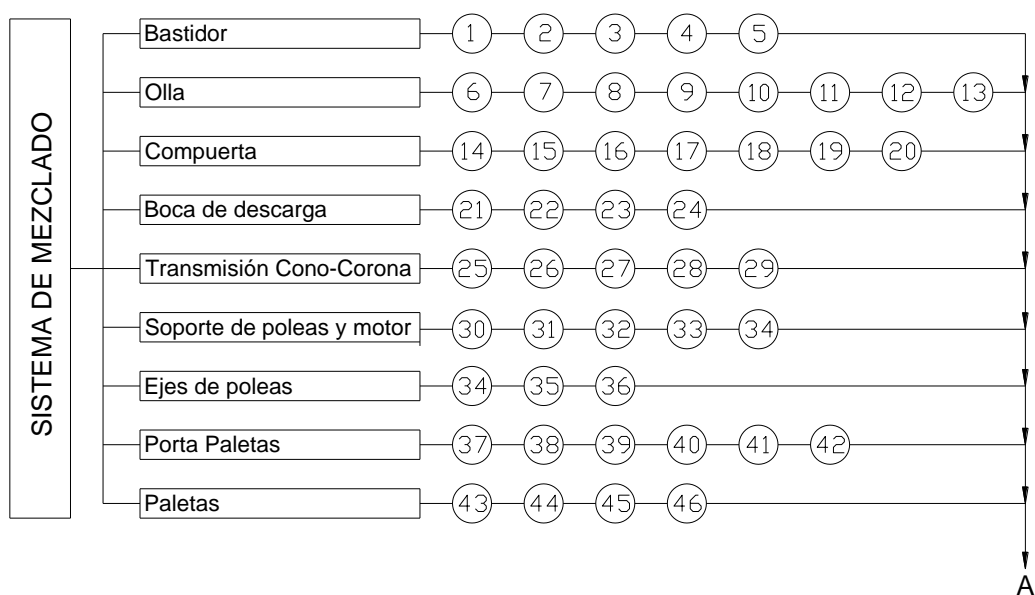 SISTEMA DE MEZCLADO
Bastidor 1 2 3 4 5
Olla 6 7 8 9 10 11 12 13
Compuerta 14 15 16 17 18 19 20
Boca de descarga 21 22 23 24
Transmisión Cono-Corona 25 26 27 28 29
Soporte de poleas y motor 30 31 32 33 34
Ejes de poleas 34 35 36
Porta Paletas 37 38 39 40 41 42
Paletas 43 44 45 46
A